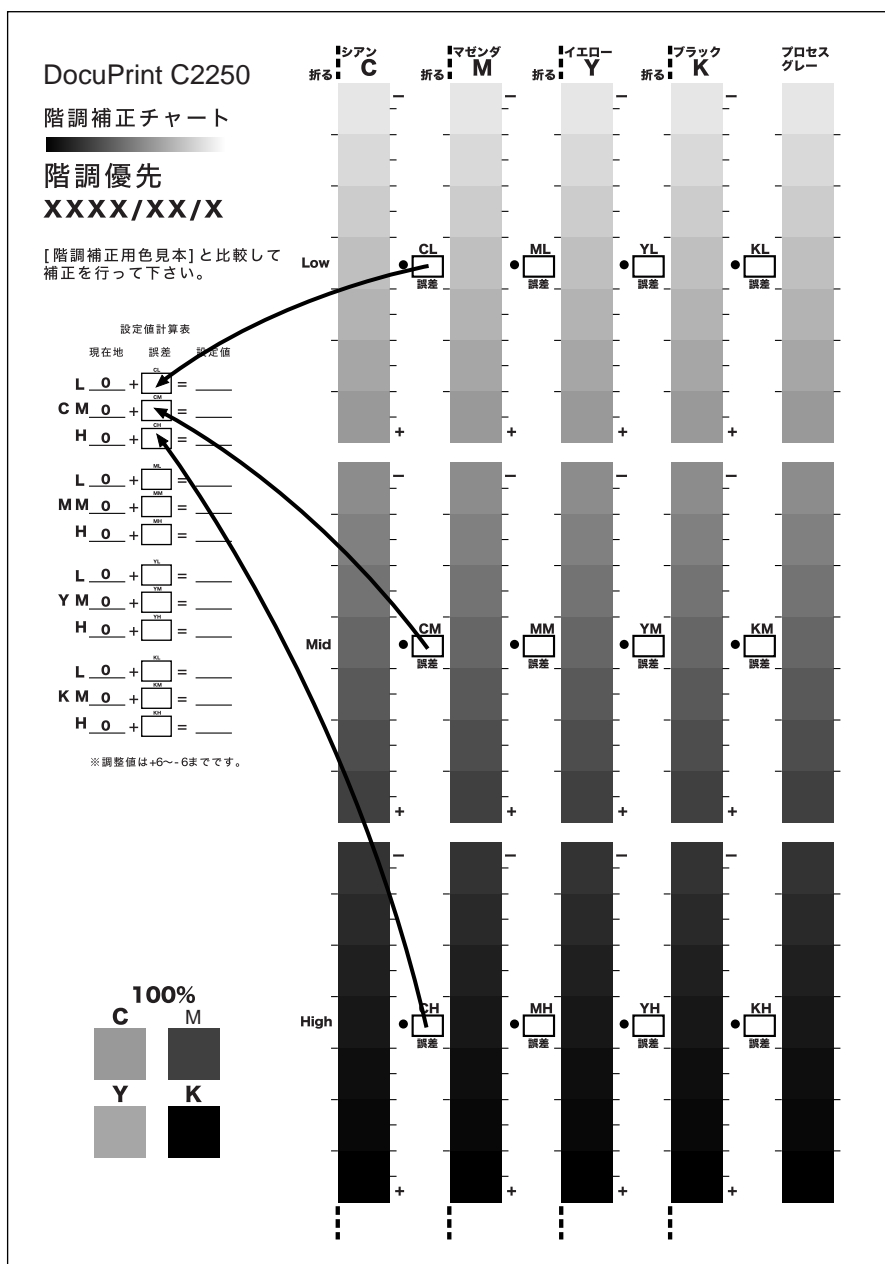 DocuPrint C2250
階調補正チャート
階調優先
XXXX/XX/X
[階調補正用色見本]と比較して
補正を行って下さい。
設定値計算表
現在地 誤差 設定値
CL
L 0 + =
CM
C M 0 + =
CH
H 0 + =
ML
L 0 + =
MM
M M 0 + =
MH
H 0 + =
YL
L 0 + =
YM
Y M 0 + =
YH
H 0 + =
KL
L 0 + =
KM
K M 0 + =
KH
H 0 + =
※調整値は+6〜-6までです。
100%
C M
Y K
シアン マゼンダ イエロー ブラック プロセス
折る C 折る M 折る Y 折る K グレー
− − − −
CL ML YL KL
Low
誤差 誤差 誤差 誤差
+ + + +
− − − −
CM MM YM KM
Mid
誤差 誤差 誤差 誤差
+ + + +
− − − −
CH MH YH KH
High
誤差 誤差 誤差 誤差
+ + + +